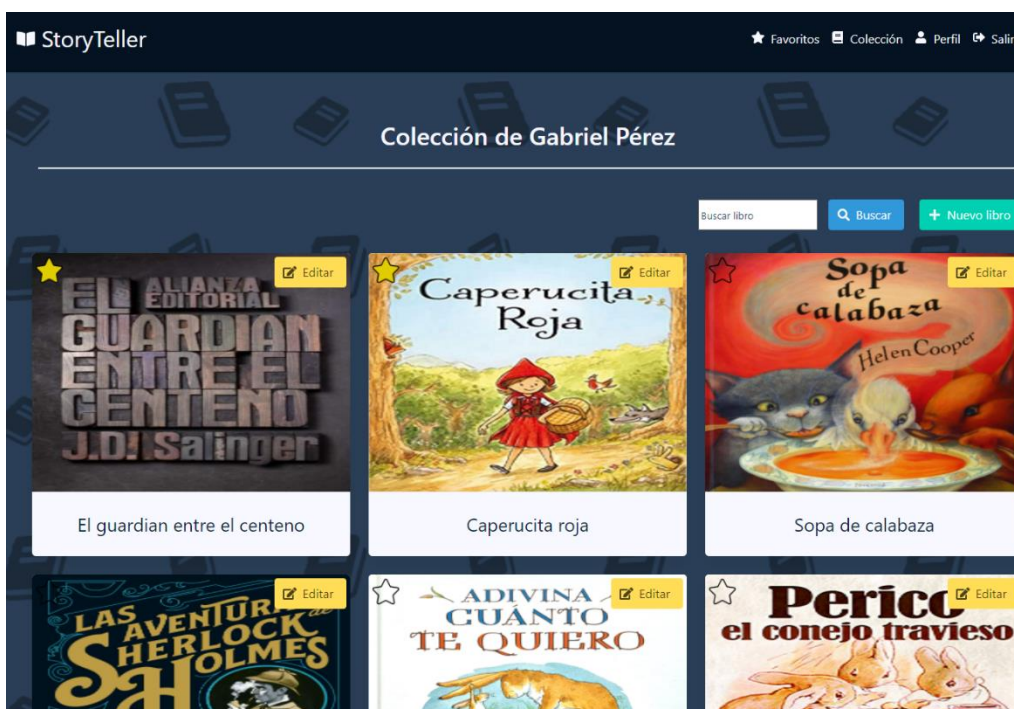 StoryTeller
Favoritos Colección Perfil Salir
Colección de Gabriel Pérez
Buscar libro Buscar Nuevo libro
Editar
ALIANZA
EDITORIAL
EL
GUARDIAN
ENTRE EL
CENTENO
J.D. Salinger
El guardian entre el centeno
Editar
Caperucita
Roja
Caperucita roja
Editar
Sopa
de
calabaza
Helen Cooper
Sopa de calabaza
Editar
LAS
AVENTURAS de
SHERLOCK
HOLMES
Editar
ADIVINA
CUÁNTO
TE QUIERO
Editar
Perico
el conejo travieso